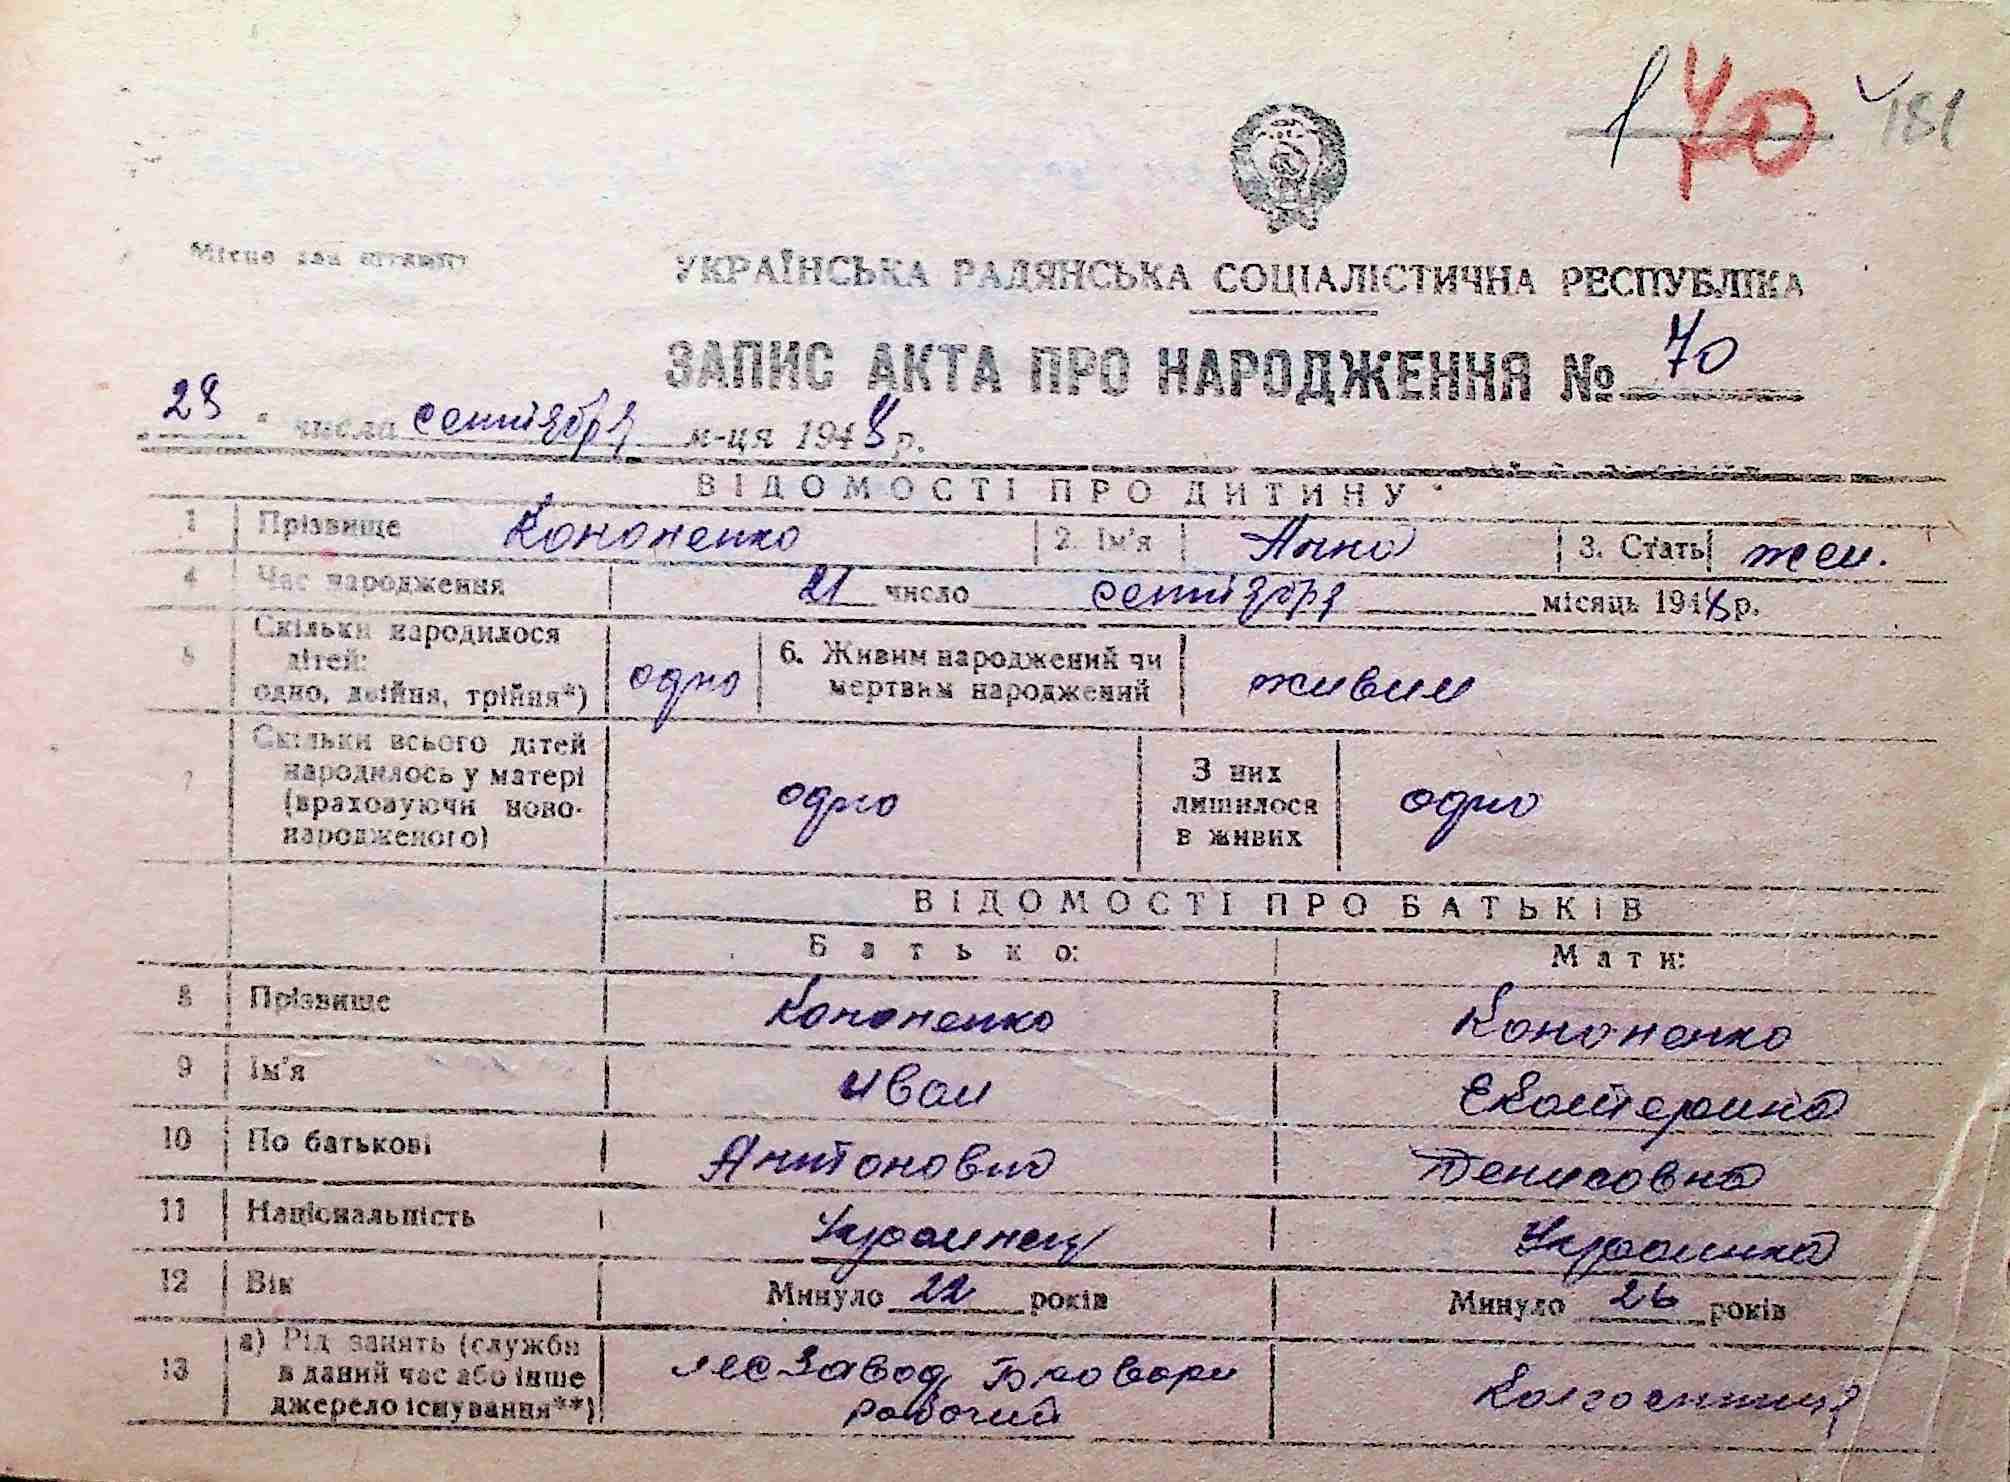 70 181
Місце для штампу
УКРАЇНСЬКА РАДЯНСЬКА СОЦІАЛІСТИЧНА РЕСПУБЛІКА
ЗАПИС АКТА ПРО НАРОДЖЕННЯ № 70
"28" числа сентября м-ця 1948 р.
ВІДОМОСТІ ПРО ДИТИНУ
1 Прізвище Кононенко 2. Ім'я Анна 3. Стать жен.
4 Час народження 21 число сентября місяць 1948 р.
5 Скільки народилося дітей: одно, двійня, трійня*) одно 6. Живим народжений чи мертвим народжений живим
7 Скільки всього дітей народилось у матері (враховуючи новонародженого) одно З них лишилося в живих одно
ВІДОМОСТІ ПРО БАТЬКІВ
Батько: Мати:
8 Прізвище Кононенко Кононенко
9 Ім'я Иван Екатерина
10 По батькові Антонович Денисовна
11 Національність Украинец Украинка
12 Вік Минуло 22 років Минуло 26 років
13 а) Рід занять (служби в даний час або інше джерело існування**) лесзавод Бровари рабочий Колгоспниця